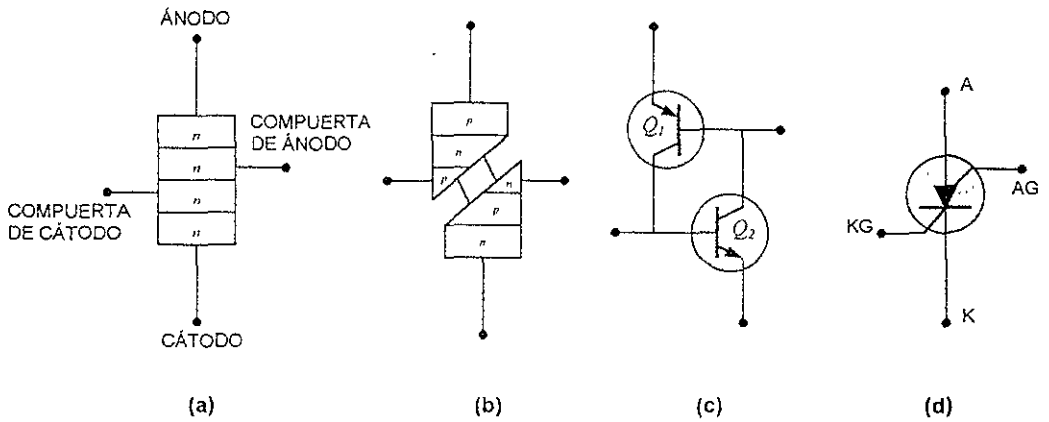 ÁNODO
n
n
n
n
COMPUERTA
DE ÁNODO
COMPUERTA
DE CÁTODO
CÁTODO
(a)
p
n
p
n
p
n
(b)
Q1
Q2
(c)
A
AG
KG
K
(d)